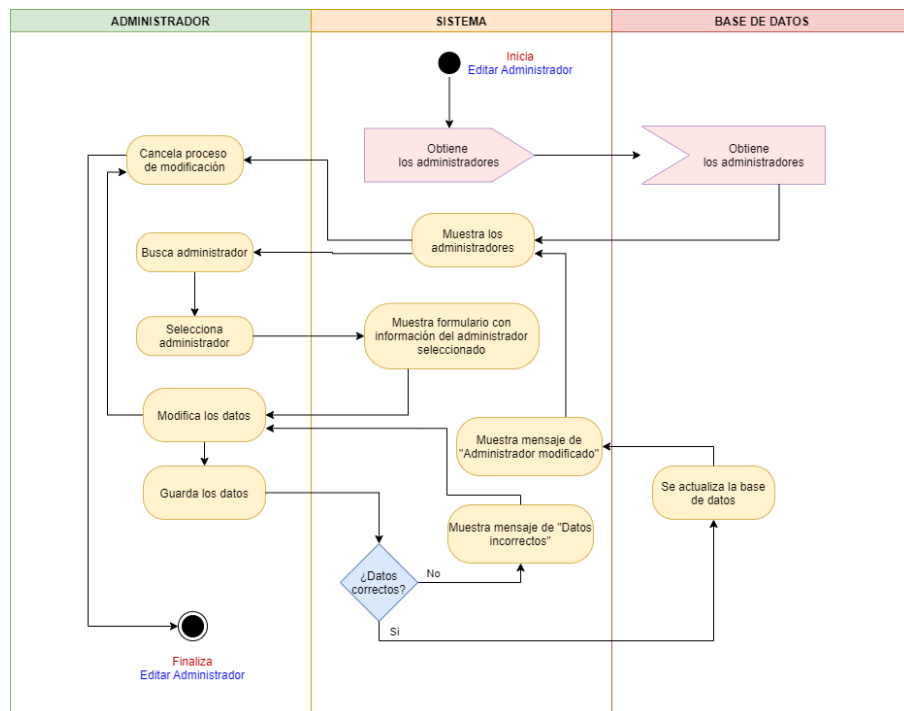 ADMINISTRADOR
SISTEMA
BASE DE DATOS
Inicia
Editar Administrador
Cancela proceso
de modificación
Obtiene
los administradores
Obtiene
los administradores
Muestra los
administradores
Busca administrador
Selecciona
administrador
Muestra formulario con
información del administrador
seleccionado
Modifica los datos
Muestra mensaje de
"Administrador modificado"
Guarda los datos
Se actualiza la base
de datos
Muestra mensaje de "Datos
incorrectos"
¿Datos
correctos?
No
Si
Finaliza
Editar Administrador